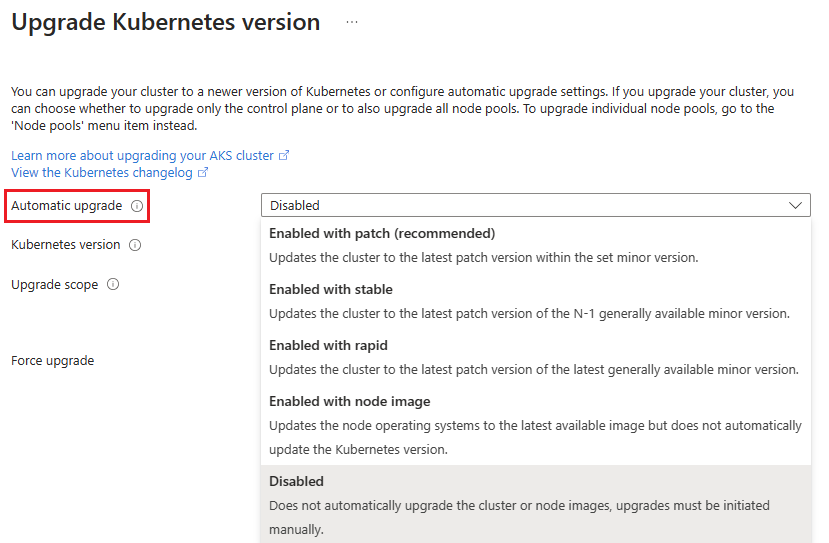 Upgrade Kubernetes version ...
You can upgrade your cluster to a newer version of Kubernetes or configure automatic upgrade settings. If you upgrade your cluster, you
can choose whether to upgrade only the control plane or to also upgrade all node pools. To upgrade individual node pools, go to the
'Node pools' menu item instead.
Learn more about upgrading your AKS cluster
View the Kubernetes changelog
Automatic upgrade
Disabled
Enabled with patch (recommended)
Updates the cluster to the latest patch version within the set minor version.
Enabled with stable
Updates the cluster to the latest patch version of the N-1 generally available minor version.
Enabled with rapid
Updates the cluster to the latest patch version of the latest generally available minor version.
Enabled with node image
Updates the node operating systems to the latest available image but does not automatically
update the Kubernetes version.
Disabled
Does not automatically upgrade the cluster or node images, upgrades must be initiated
manually.
Kubernetes version
Upgrade scope
Force upgrade